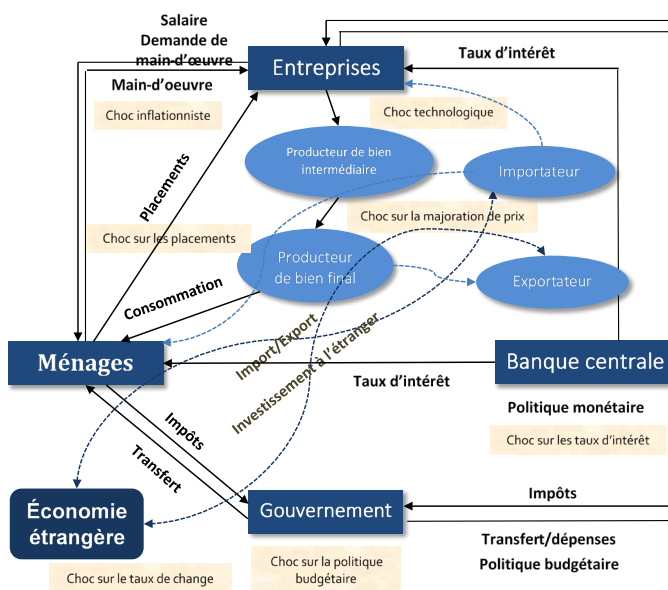 Salaire
Demande de
main-d'œuvre
Entreprises
Taux d'intérêt
Main-d'oeuvre
Choc inflationniste
Choc technologique
Producteur de bien
intermédiaire
Importateur
Placements
Choc sur la majoration de prix
Choc sur les placements
Producteur
de bien final
Exportateur
Consommation
Import/Export
Investissement à l'étranger
Ménages
Banque centrale
Taux d'intérêt
Politique monétaire
Choc sur les taux d'intérêt
Impôts
Transfert
Économie
étrangère
Gouvernement
Impôts
Transfert/dépenses
Politique budgétaire
Choc sur la politique
budgétaire
Choc sur le taux de change